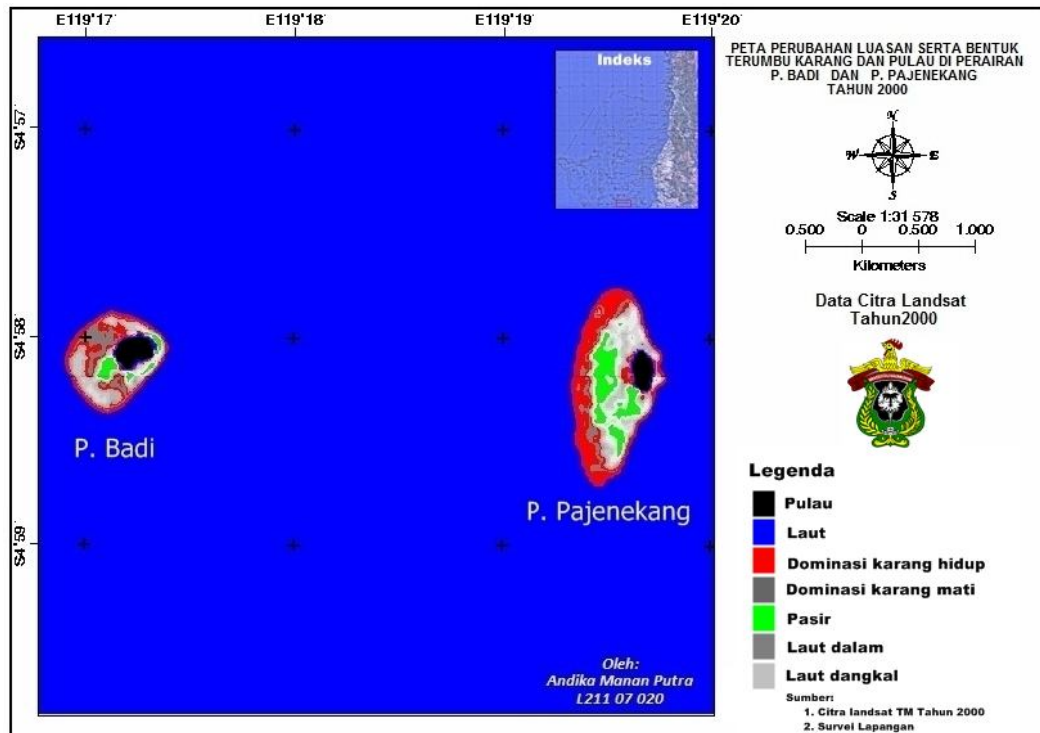 E119°17' E119°18' E119°19' E119°20'
S4°57'
S4°58'
S4°59'
Indeks
P. Badi
P. Pajenekang
Oleh:
Andika Manan Putra
L211 07 020
PETA PERUBAHAN LUASAN SERTA BENTUK
TERUMBU KARANG DAN PULAU DI PERAIRAN
P. BADI DAN P. PAJENEKANG
TAHUN 2000
N
W E
S
Scale 1:31 578
0.500 0 0.500 1.000
Kilometers
Data Citra Landsat
Tahun2000
Legenda
Pulau
Laut
Dominasi karang hidup
Dominasi karang mati
Pasir
Laut dalam
Laut dangkal
Sumber:
1. Citra landsat TM Tahun 2000
2. Survei Lapangan